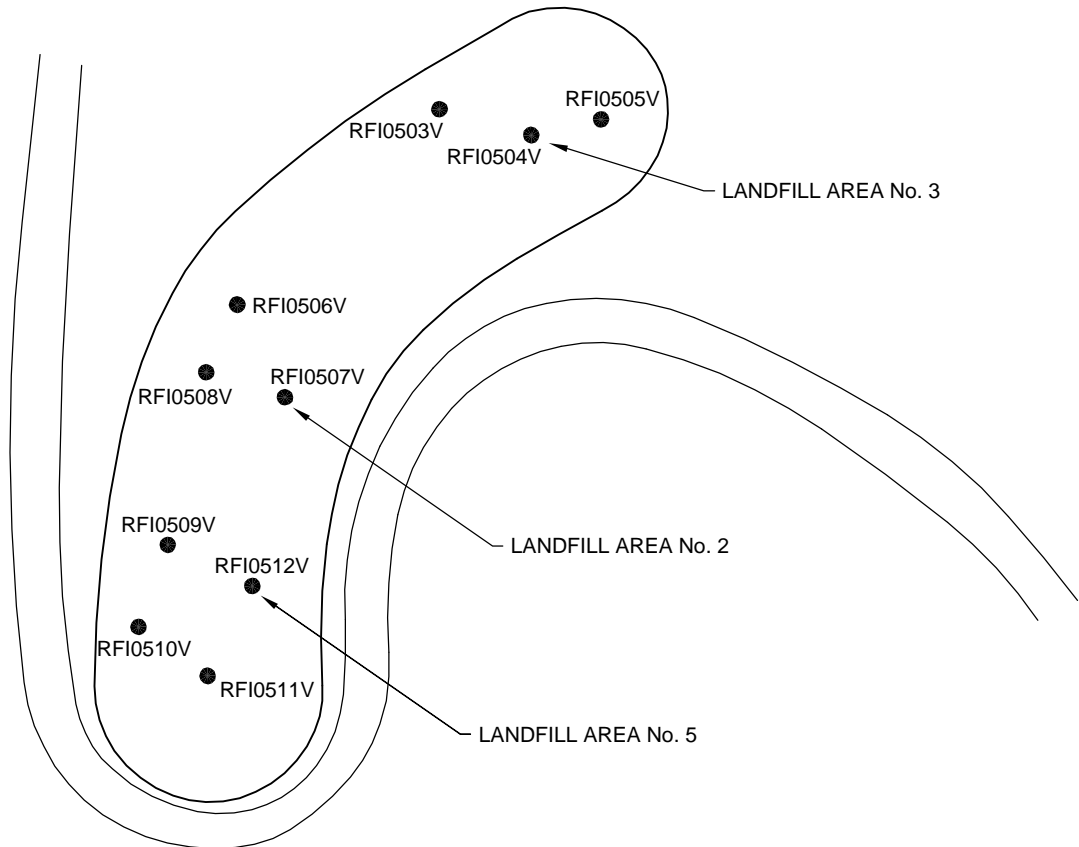 RFI0505V
RFI0503V
RFI0504V
LANDFILL AREA No. 3
RFI0506V
RFI0507V
RFI0508V
RFI0509V
LANDFILL AREA No. 2
RFI0512V
RFI0510V
RFI0511V
LANDFILL AREA No. 5